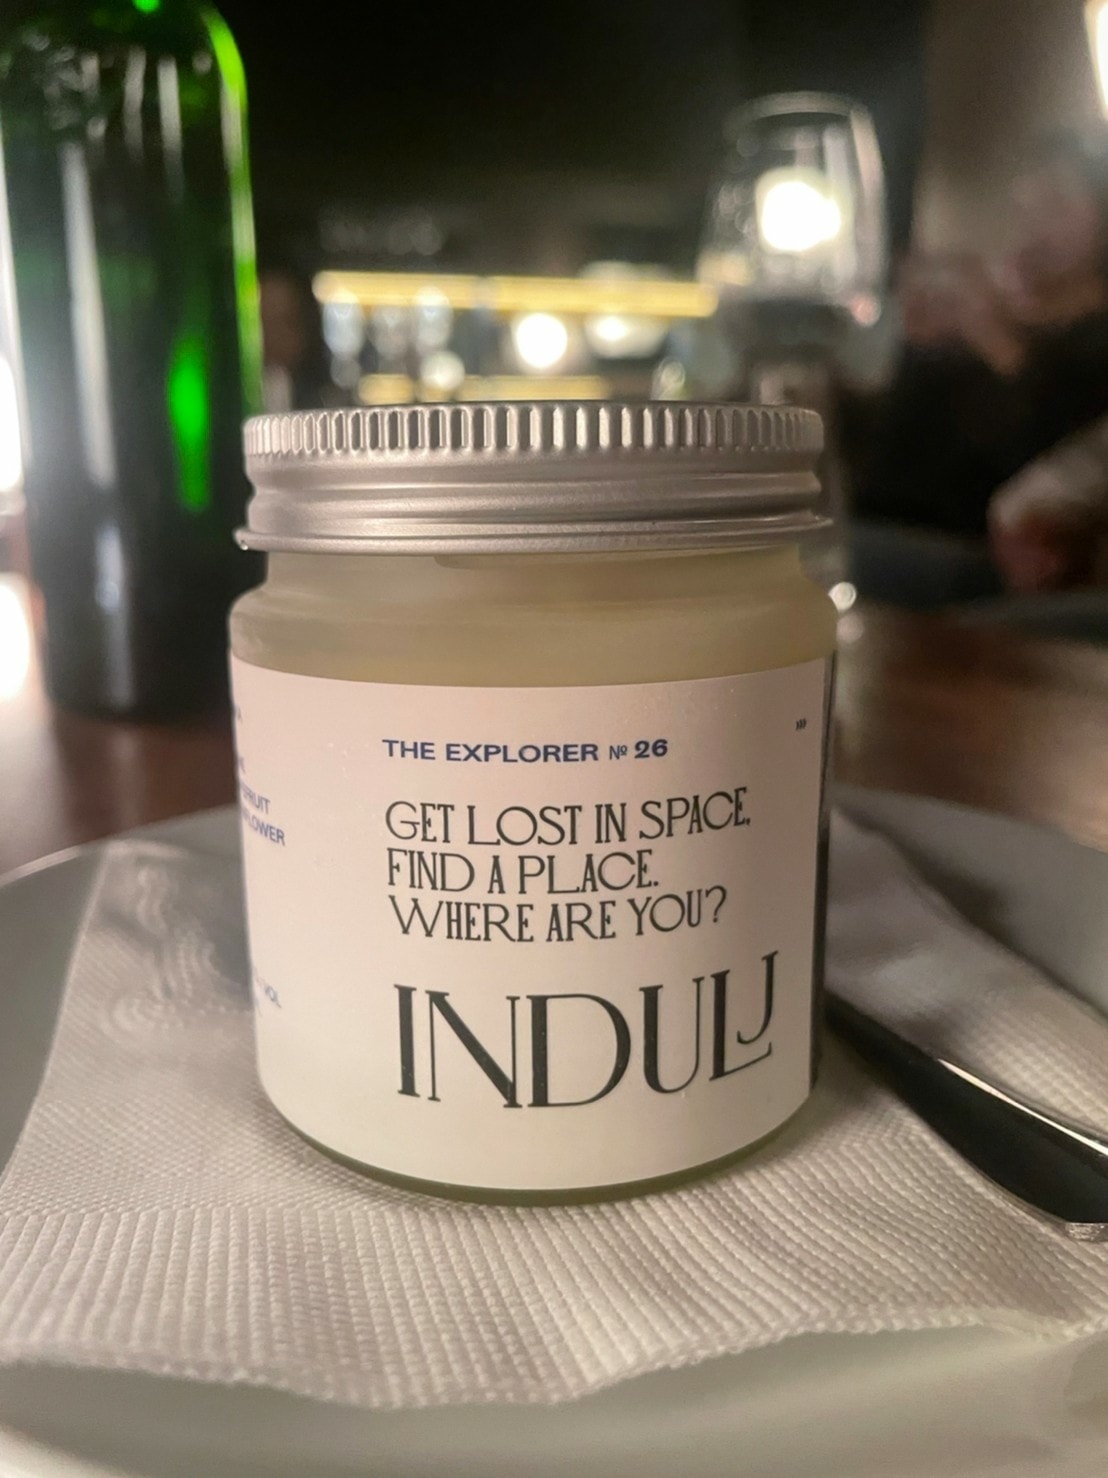 THE EXPLORER № 26
GET LOST IN SPACE,
FIND A PLACE.
WHERE ARE YOU?
INDULJ